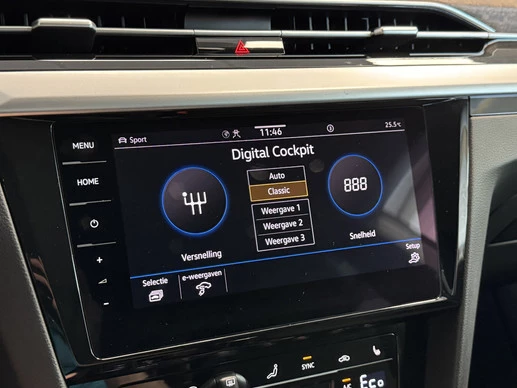 MENU
HOME
Sport
11:46
25.5°C
Digital Cockpit
Auto
Classic
Weergave 1
Weergave 2
Weergave 3
888
Versnelling
Snelheid
Selectie
e-weergaven
Setup
+
-
SYNC
AC
Eco